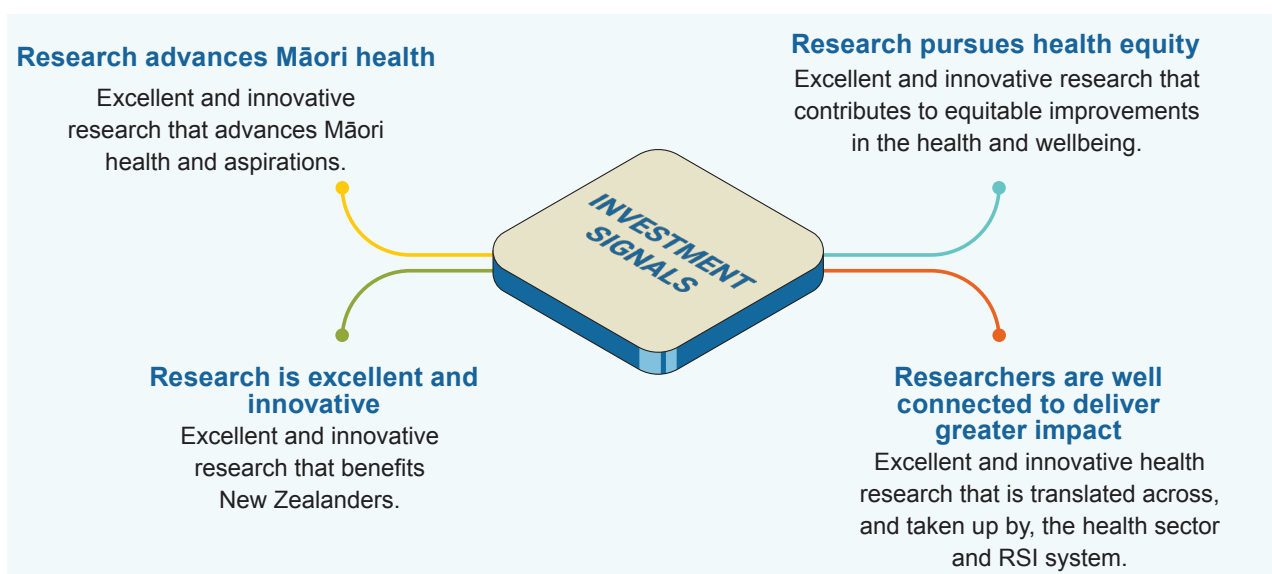 Research advances Māori health
Excellent and innovative
research that advances Māori
health and aspirations.
Research pursues health equity
Excellent and innovative research that
contributes to equitable improvements
in the health and wellbeing.
INVESTMENT
SIGNALS
Research is excellent and
innovative
Excellent and innovative
research that benefits
New Zealanders.
Researchers are well
connected to deliver
greater impact
Excellent and innovative health
research that is translated across,
and taken up by, the health sector
and RSI system.